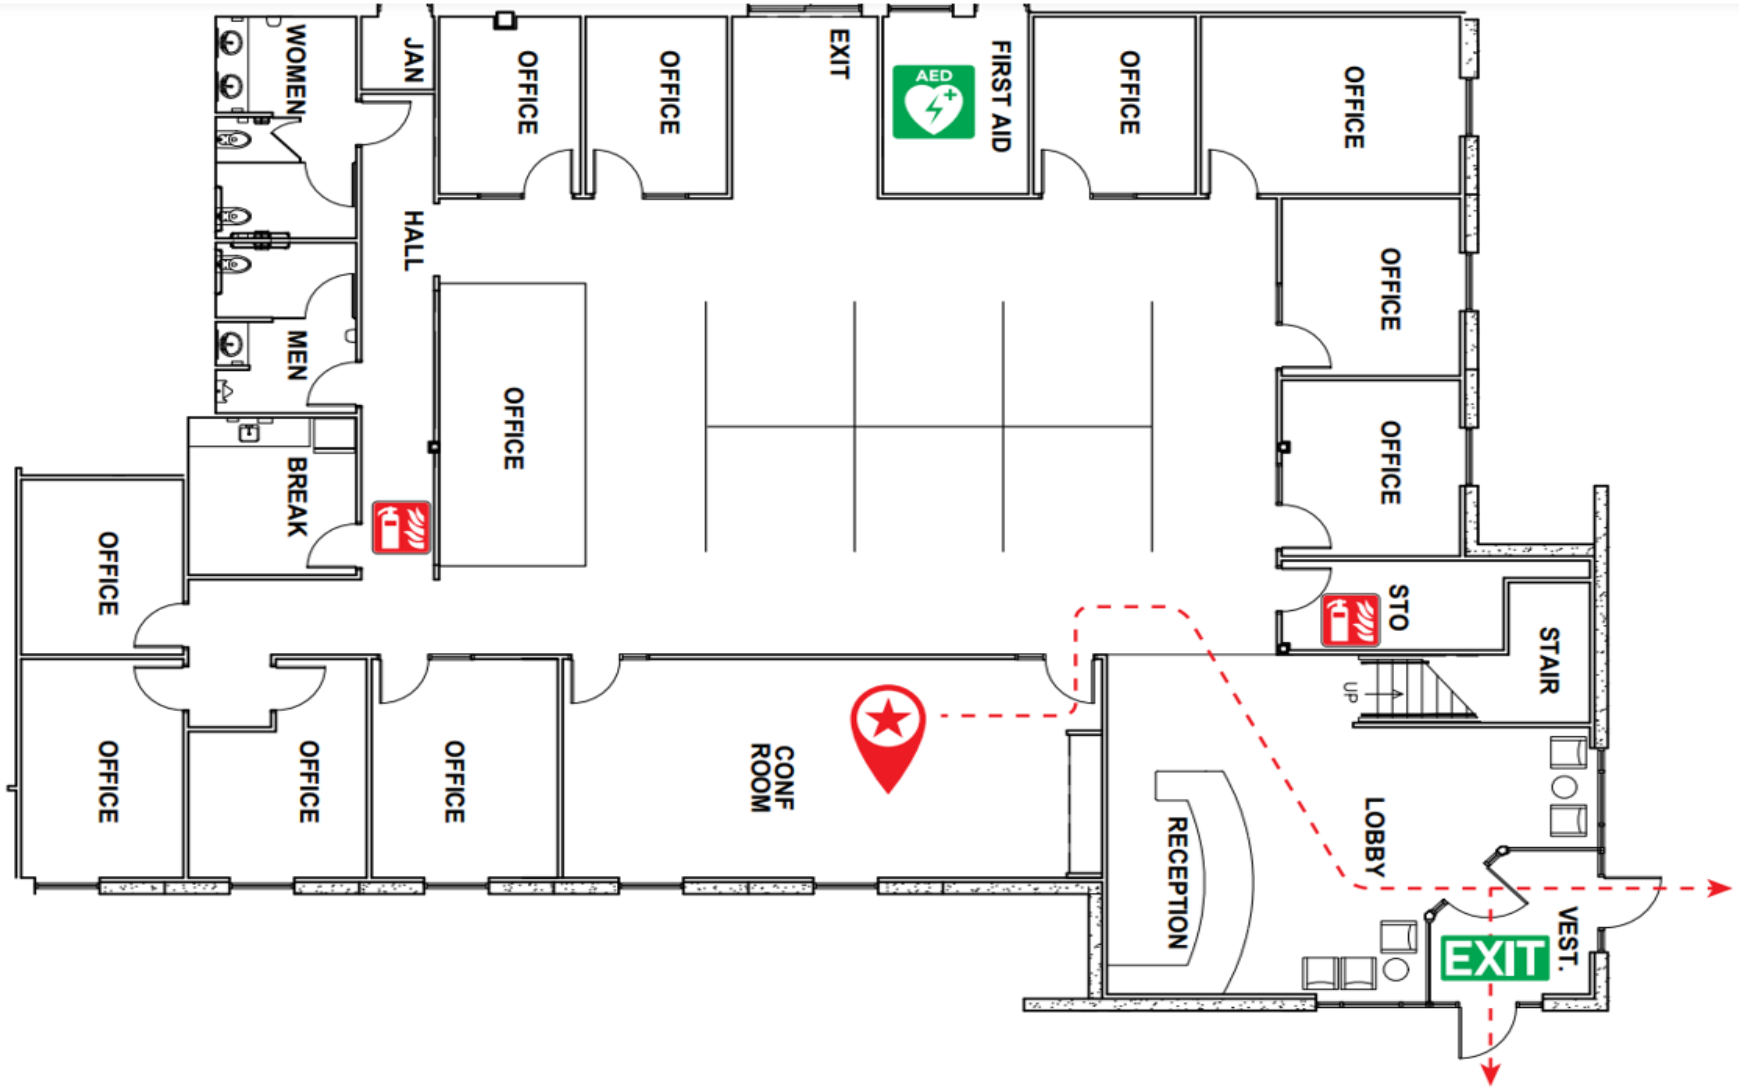 WOMEN
JAN
OFFICE
OFFICE
EXIT
AED
FIRST AID
OFFICE
OFFICE
HALL
OFFICE
MEN
OFFICE
OFFICE
BREAK
OFFICE
STO
STAIR
UP
OFFICE
OFFICE
OFFICE
CONF
ROOM
LOBBY
RECEPTION
VEST.
EXIT